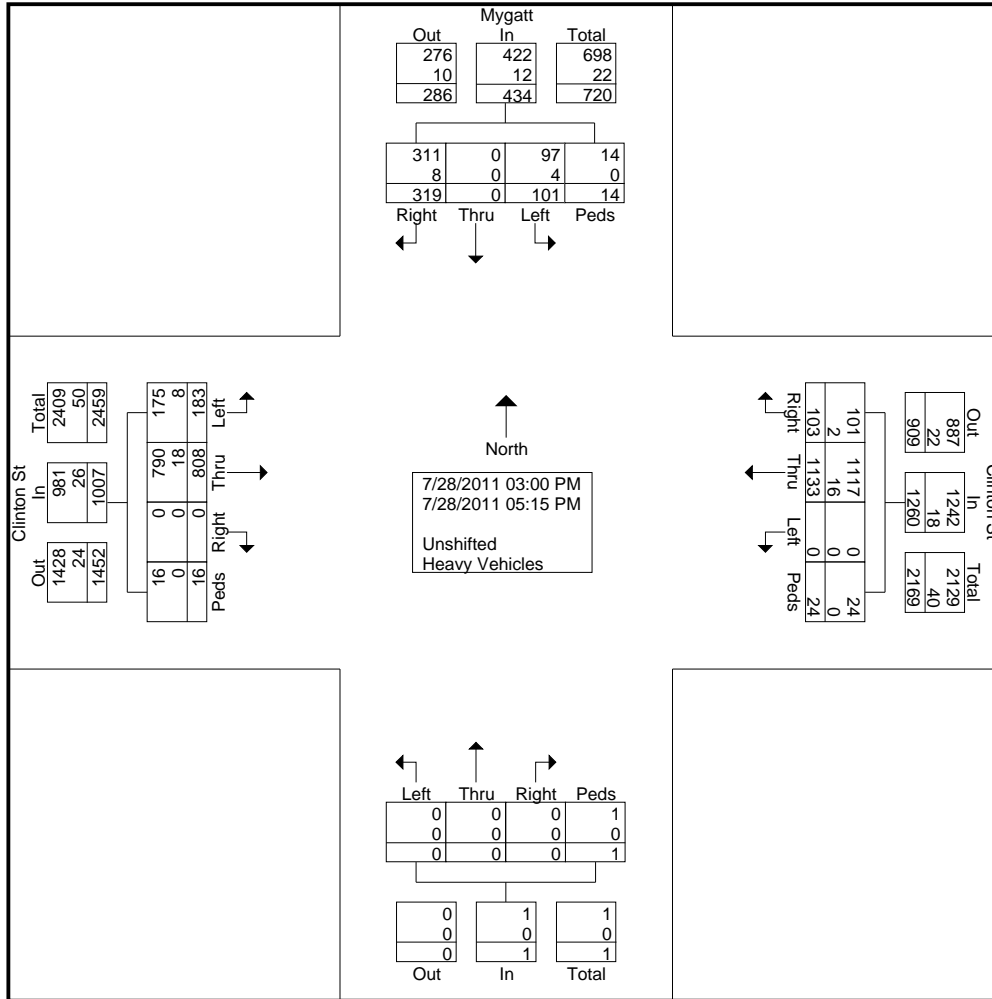 Mygatt
Out In Total
276 422 698
10 12 22
286 434 720
311 0 97 14
8 0 4 0
319 0 101 14
Right Thru Left Peds
Clinton St
Total In Out
2409 981 1428
50 26 24
2459 1007 1452
175 790 0 16
8 18 0 0
183 808 0 16
Left Thru Right Peds
North
7/28/2011 03:00 PM
7/28/2011 05:15 PM
Unshifted
Heavy Vehicles
Clinton St
Out In Total
887 1242 2129
22 18 40
909 1260 2169
101 1117 0 24
2 16 0 0
103 1133 0 24
Right Thru Left Peds
Left Thru Right Peds
0 0 0 1
0 0 0 0
0 0 0 1
0 1 1
0 0 0
0 1 1
Out In Total